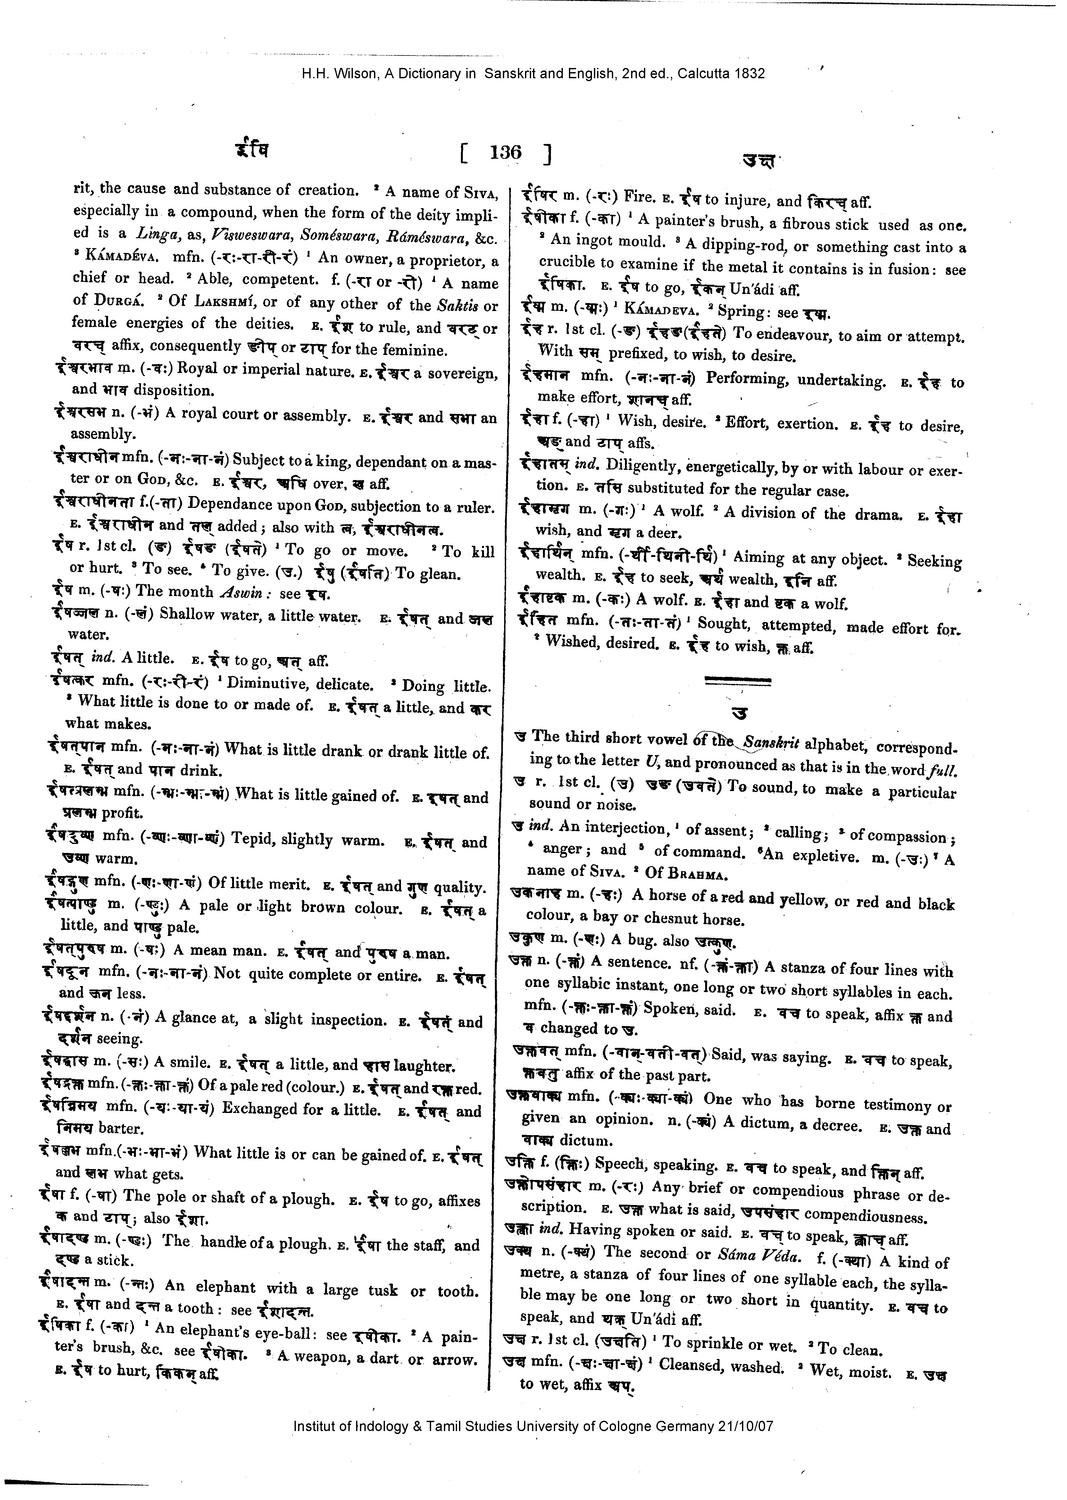 H.H. Wilson, A Dictionary in Sanskrit and English, 2nd ed., Calcutta 1832
ईषि [ 136 ] उक्ष
rit, the cause and substance of creation. ² A name of SIVA,
especially in a compound, when the form of the deity impli-
ed is a Linga, as, Visweswara, Soméswara, Ráméswara, &c.
³ KÁMADÉVA. mfn. (-रः-रा-री-रं) ¹ An owner, a proprietor, a
chief or head. ² Able, competent. f. (-रा or -री) ¹ A name
of DURGÁ. ² Of LAKSHMÍ, or of any other of the Saktis or
female energies of the deities. E. ईश to rule, and वरट् or
वरच् affix, consequently ङीप् or टाप् for the feminine.
ईश्वरभाव m. (-वः) Royal or imperial nature. E. ईश्वर a sovereign,
and भाव disposition.
ईश्वरसभ n. (-भं) A royal court or assembly. E. ईश्वर and सभा an
assembly.
ईश्वराधीन mfn. (-नः-ना-नं) Subject to a king, dependant on a mas-
ter or on GOD, &c. E. ईश्वर, अधि over, ख aff.
ईश्वराधीनता f.(-ता) Dependance upon GOD, subjection to a ruler.
E. ईश्वराधीन and तल् added; also with त्व, ईश्वराधीनत्व.
ईष r. 1st cl. (ङ) ईषङ (ईषते) ¹ To go or move. ² To kill
or hurt. ³ To see. ⁴ To give. (उ.) ईषु (ईषति) To glean.
ईष m. (-षः) The month Aswin: see इष.
ईषज्जल n. (-लं) Shallow water, a little water. E. ईषत् and जल
water.
ईषत् ind. A little. E. ईष to go, अत् aff.
ईषत्कर mfn. (-रः-री-रं) ¹ Diminutive, delicate. ² Doing little.
³ What little is done to or made of. E. ईषत् a little, and कर
what makes.
ईषत्पान mfn. (-नः-ना-नं) What is little drank or drank little of.
E. ईषत् and पान drink.
ईषत्प्रलम्भ mfn. (-म्भः-म्भा-म्भं) What is little gained of. E. ईषत् and
प्रलम्भ profit.
ईषदुष्ण mfn. (-ष्णः-ष्णा-ष्णं) Tepid, slightly warm. E. ईषत् and
उष्ण warm.
ईषद्गुण mfn. (-णः-णा-णं) Of little merit. E. ईषत् and गुण quality.
ईषत्पाण्डु m. (-ण्डुः) A pale or light brown colour. E. ईषत् a
little, and पाण्डु pale.
ईषत्पुरुष m. (-षः) A mean man. E. ईषत् and पुरुष a man.
ईषदून mfn. (-नः-ना-नं) Not quite complete or entire. E. ईषत्
and ऊन less.
ईषद्दर्शन n. (-नं) A glance at, a slight inspection. E. ईषत् and
दर्शन seeing.
ईषद्धास m. (-सः) A smile. E. ईषत् a little, and हास laughter.
ईषद्रक्त mfn. (-क्तः-क्ता-क्तं) Of a pale red (colour.) E. ईषत् and रक्त red.
ईषन्निमय mfn. (-यः-या-यं) Exchanged for a little. E. ईषत् and
निमय barter.
ईषल्लभ mfn.(-भः-भा-भं) What little is or can be gained of. E. ईषत्
and लभ what gets.
ईषा f. (-षा) The pole or shaft of a plough. E. ईष to go, affixes
क and टाप्; also ईशा.
ईषादण्ड m. (-ण्डः) The handle of a plough. E. ईषा the staff, and
दण्ड a stick.
ईषादन्त m. (-न्तः) An elephant with a large tusk or tooth.
E. ईषा and दन्त a tooth: see ईशादन्त.
ईषिका f. (-का) ¹ An elephant's eye-ball: see इषीका. ² A pain-
ter's brush, &c. see ईषीका. ³ A weapon, a dart or arrow.
E. ईष to hurt, किकन् aff.
ईषिर m. (-रः) Fire. E. ईष to injure, and किरच् aff.
ईषीका f. (-का) ¹ A painter's brush, a fibrous stick used as one.
² An ingot mould. ³ A dipping-rod, or something cast into a
crucible to examine if the metal it contains is in fusion: see
ईषिका. E. ईष to go, ईकन् Un'ádi aff.
ईष्म m. (-ष्मः) ¹ KÁMADEVA. ² Spring: see इष्म.
ईह r. 1st cl. (-ङ) ईहङ (ईहते) To endeavour, to aim or attempt.
With सम् prefixed, to wish, to desire.
ईहमान mfn. (-नः-ना-नं) Performing, undertaking. E. ईह to
make effort, शानच् aff.
ईहा f. (-हा) ¹ Wish, desire. ² Effort, exertion. E. ईह to desire,
अङ् and टाप् affs.
ईहातस् ind. Diligently, energetically, by or with labour or exer-
tion. E. तसि substituted for the regular case.
ईहामृग m. (-गः) ¹ A wolf. ² A division of the drama. E. ईहा
wish, and मृग a deer.
ईहार्थिन् mfn. (-र्थी-र्थिनी-र्थि) ¹ Aiming at any object. ² Seeking
wealth. E. ईह to seek, अर्थ wealth, इनि aff.
ईहावृक m. (-कः) A wolf. E. ईहा and वृक a wolf.
ईहित mfn. (-तः-ता-तं) ¹ Sought, attempted, made effort for.
² Wished, desired. E. ईह to wish, क्त aff.
उ
उ The third short vowel of the Sanskrit alphabet, correspond-
ing to the letter U, and pronounced as that is in the word full.
उ r. 1st cl. (उ) उङ (उवते) To sound, to make a particular
sound or noise.
उ ind. An interjection, ¹ of assent; ² calling; ³ of compassion;
⁴ anger; and ⁵ of command. ⁶ An expletive. m. (-उः) ¹ A
name of SIVA. ² Of BRAHMA.
उकनाह m. (-हः) A horse of a red and yellow, or red and black
colour, a bay or chesnut horse.
उकुण m. (-णः) A bug. also उत्कुण.
उक्त n. (-क्तं) A sentence. nf. (-क्तं-क्ता) A stanza of four lines with
one syllabic instant, one long or two short syllables in each.
mfn. (-क्तः-क्ता-क्तं) Spoken, said. E. वच to speak, affix क्त and
व changed to उ.
उक्तवत् mfn. (-वान्-वती-वत्) Said, was saying. E. वच to speak,
क्तवतु affix of the past part.
उक्तवाक्य mfn. (-क्यः-क्या-क्यं) One who has borne testimony or
given an opinion. n. (-क्यं) A dictum, a decree. E. उक्त and
वाक्य dictum.
उक्ति f. (क्तिः) Speech, speaking. E. वच to speak, and क्तिन् aff.
उक्तोपसंहार m. (-रः) Any brief or compendious phrase or de-
scription. E. उक्त what is said, उपसंहार compendiousness.
उक्त्वा ind. Having spoken or said. E. वच् to speak, क्त्वाच् aff.
उक्थ n. (-क्थं) The second or Sáma Véda. f. (-क्था) A kind of
metre, a stanza of four lines of one syllable each, the sylla-
ble may be one long or two short in quantity. E. वच to
speak, and थक् Un'ádi aff.
उक्ष r. 1st cl. (उक्षति) ¹ To sprinkle or wet. ² To clean.
उक्ष mfn. (-क्षः-क्षा-क्षं) ¹ Cleansed, washed. ² Wet, moist. E. उक्ष
to wet, affix अप्.
Institut of Indology & Tamil Studies University of Cologne Germany 21/10/07